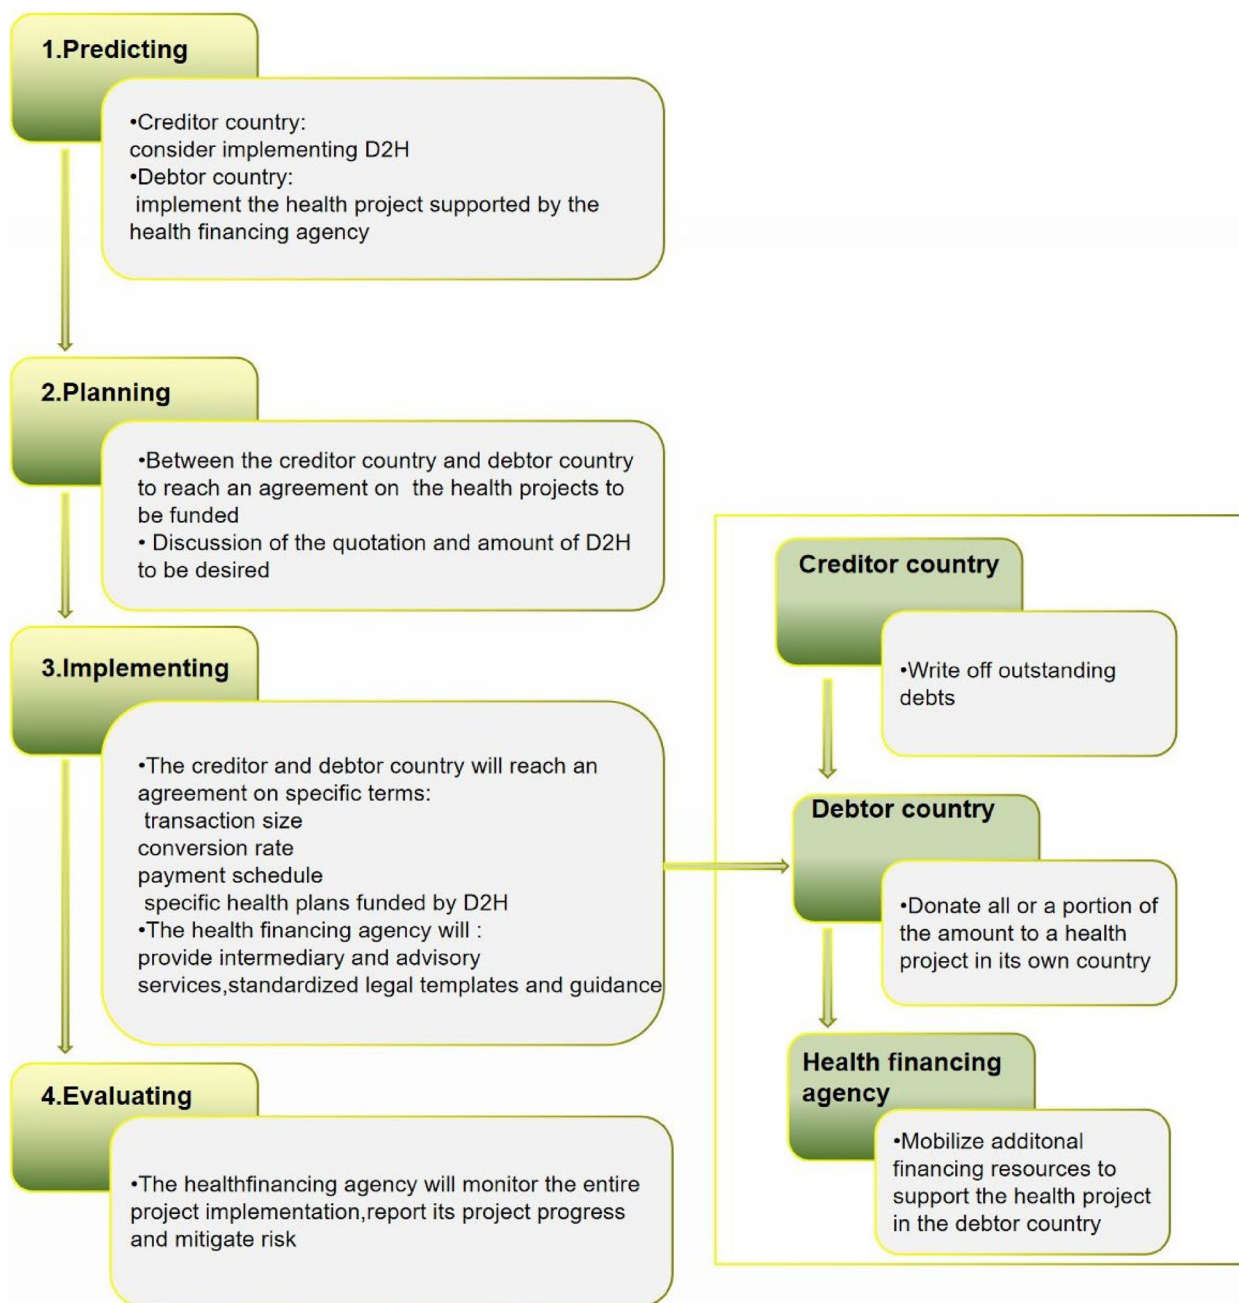 1.Predicting
•Creditor country:
consider implementing D2H
•Debtor country:
implement the health project supported by the
health financing agency
2.Planning
•Between the creditor country and debtor country
to reach an agreement on the health projects to
be funded
• Discussion of the quotation and amount of D2H
to be desired
3.Implementing
•The creditor and debtor country will reach an
agreement on specific terms:
transaction size
conversion rate
payment schedule
specific health plans funded by D2H
•The health financing agency will :
provide intermediary and advisory
services,standardized legal templates and guidance
4.Evaluating
•The healthfinancing agency will monitor the entire
project implementation,report its project progress
and mitigate risk
Creditor country
•Write off outstanding
debts
Debtor country
•Donate all or a portion of
the amount to a health
project in its own country
Health financing
agency
•Mobilize additonal
financing resources to
support the health project
in the debtor country